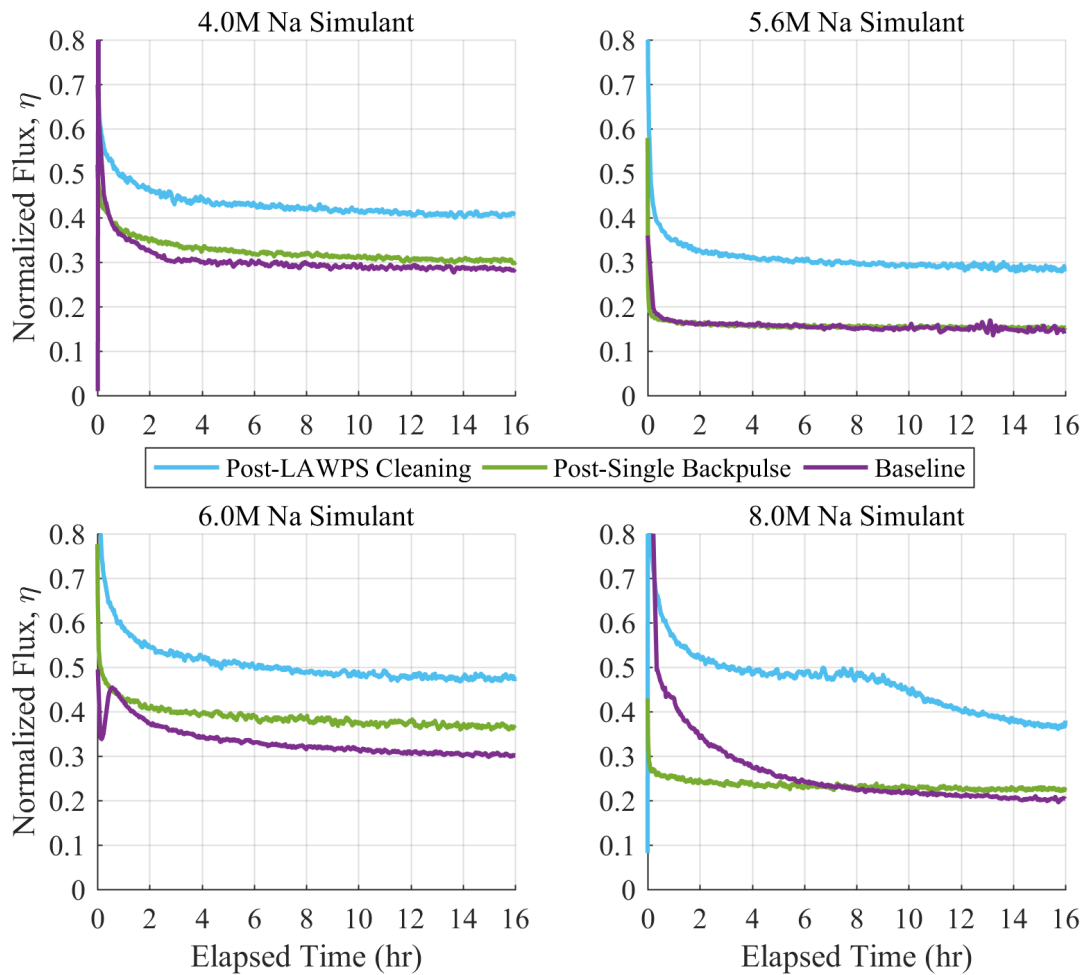 4.0M Na Simulant
5.6M Na Simulant
Normalized Flux, η
0.8
0.7
0.6
0.5
0.4
0.3
0.2
0.1
0
0 2 4 6 8 10 12 14 16
0.8
0.7
0.6
0.5
0.4
0.3
0.2
0.1
0
0 2 4 6 8 10 12 14 16
Post-LAWPS Cleaning Post-Single Backpulse Baseline
6.0M Na Simulant
8.0M Na Simulant
Normalized Flux, η
0.8
0.7
0.6
0.5
0.4
0.3
0.2
0.1
0
0 2 4 6 8 10 12 14 16
Elapsed Time (hr)
0.8
0.7
0.6
0.5
0.4
0.3
0.2
0.1
0
0 2 4 6 8 10 12 14 16
Elapsed Time (hr)